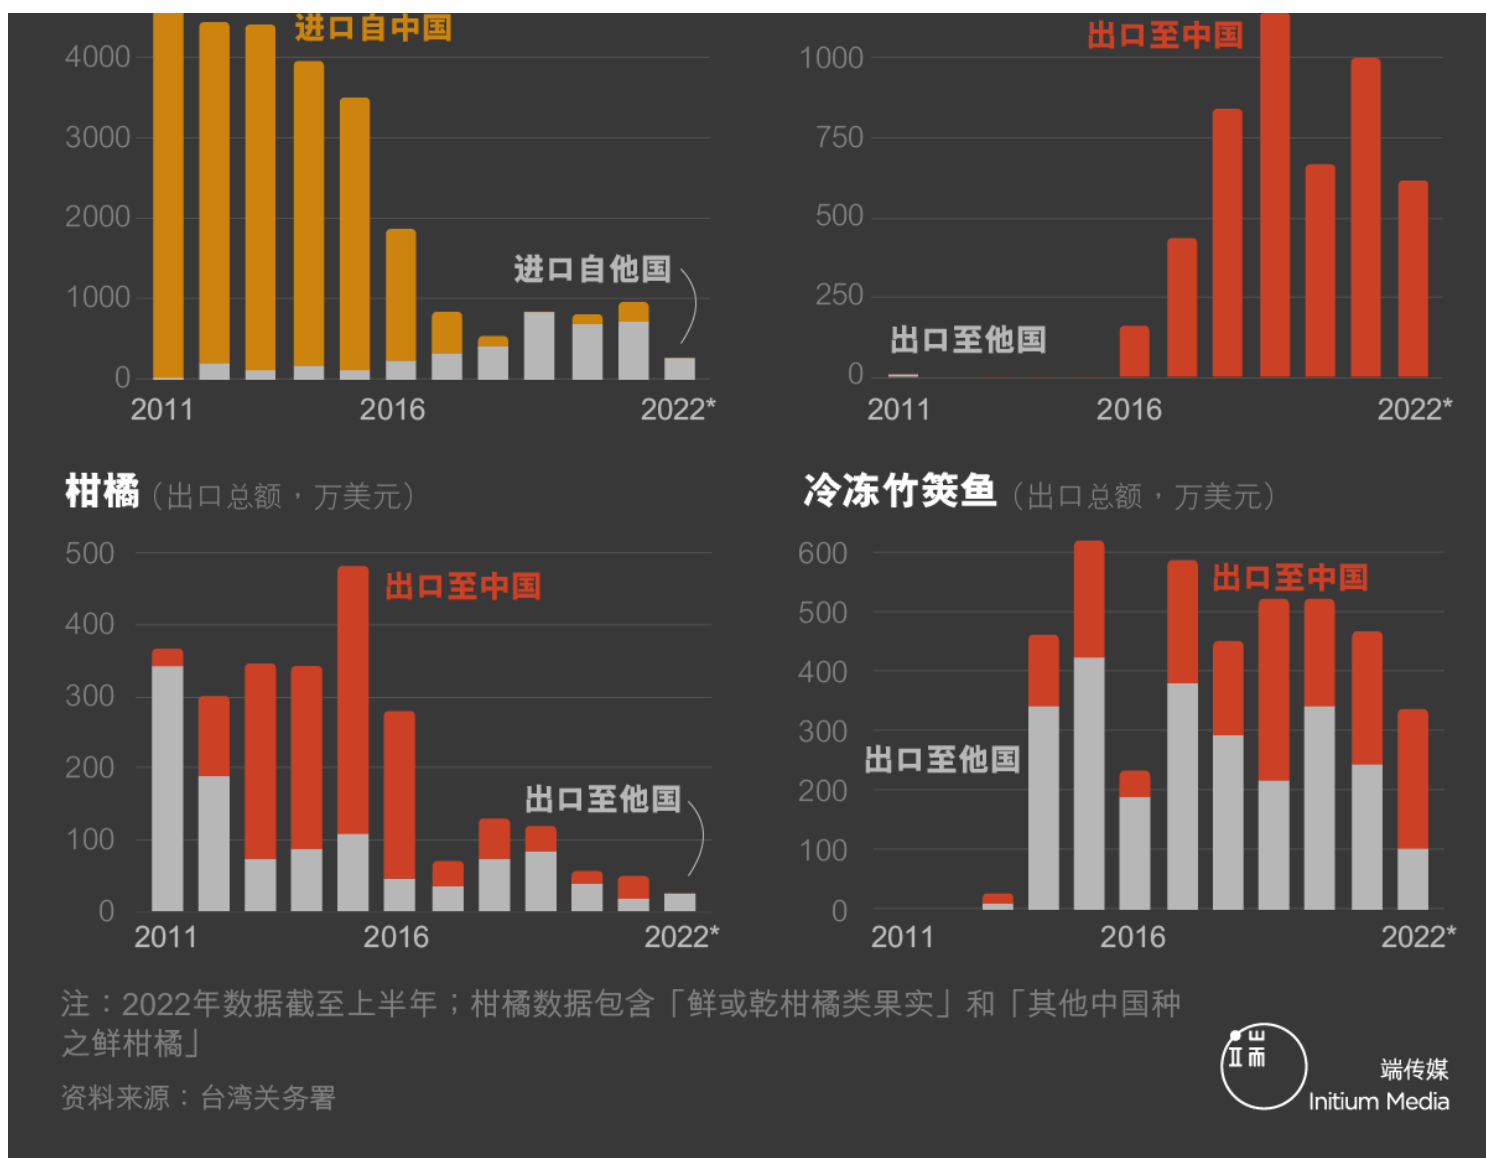 进口自中国
4000
3000
2000
1000
0
进口自他国
2011
2016
2022*
出口至中国
1000
750
500
250
0
出口至他国
2011
2016
2022*
柑橘（出口总额，万美元）
500
400
300
200
100
0
出口至中国
出口至他国
2011
2016
2022*
冷冻竹筴鱼（出口总额，万美元）
600
500
400
300
200
100
0
出口至中国
出口至他国
2011
2016
2022*
注：2022年数据截至上半年；柑橘数据包含「鲜或乾柑橘类果实」和「其他中国种
之鲜柑橘」
资料来源：台湾关务署
端
端传媒
Initium Media